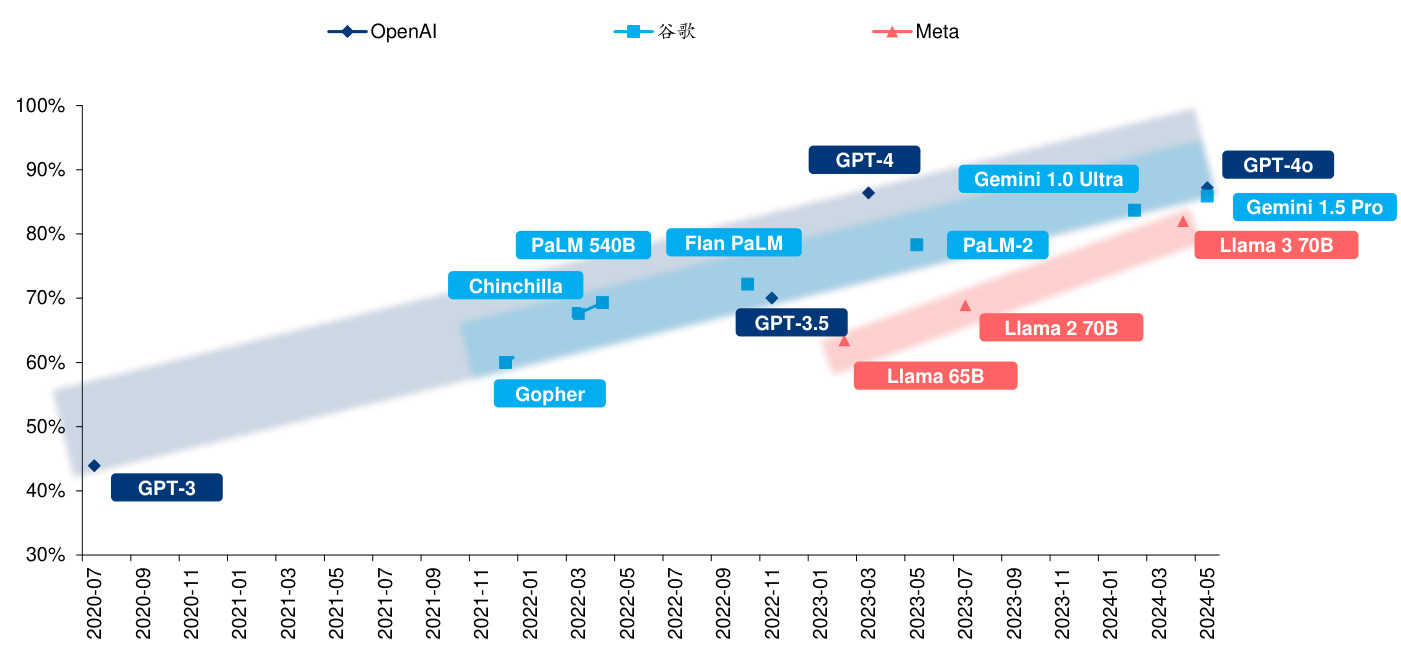 OpenAI
谷歌
Meta
100%
90%
80%
70%
60%
50%
40%
30%
GPT-4
GPT-4o
Gemini 1.0 Ultra
Gemini 1.5 Pro
PaLM 540B
Flan PaLM
PaLM-2
Llama 3 70B
Chinchilla
GPT-3.5
Llama 2 70B
Llama 65B
Gopher
GPT-3
2020-07
2020-09
2020-11
2021-01
2021-03
2021-05
2021-07
2021-09
2021-11
2022-01
2022-03
2022-05
2022-07
2022-09
2022-11
2023-01
2023-03
2023-05
2023-07
2023-09
2023-11
2024-01
2024-03
2024-05